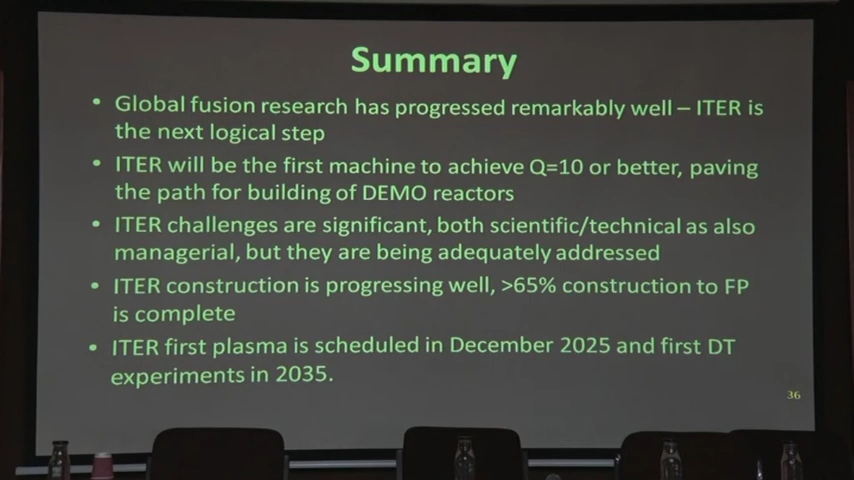 Summary
• Global fusion research has progressed remarkably well – ITER is
the next logical step
• ITER will be the first machine to achieve Q=10 or better, paving
the path for building of DEMO reactors
• ITER challenges are significant, both scientific/technical as also
managerial, but they are being adequately addressed
• ITER construction is progressing well, >65% construction to FP
is complete
• ITER first plasma is scheduled in December 2025 and first DT
experiments in 2035.
36